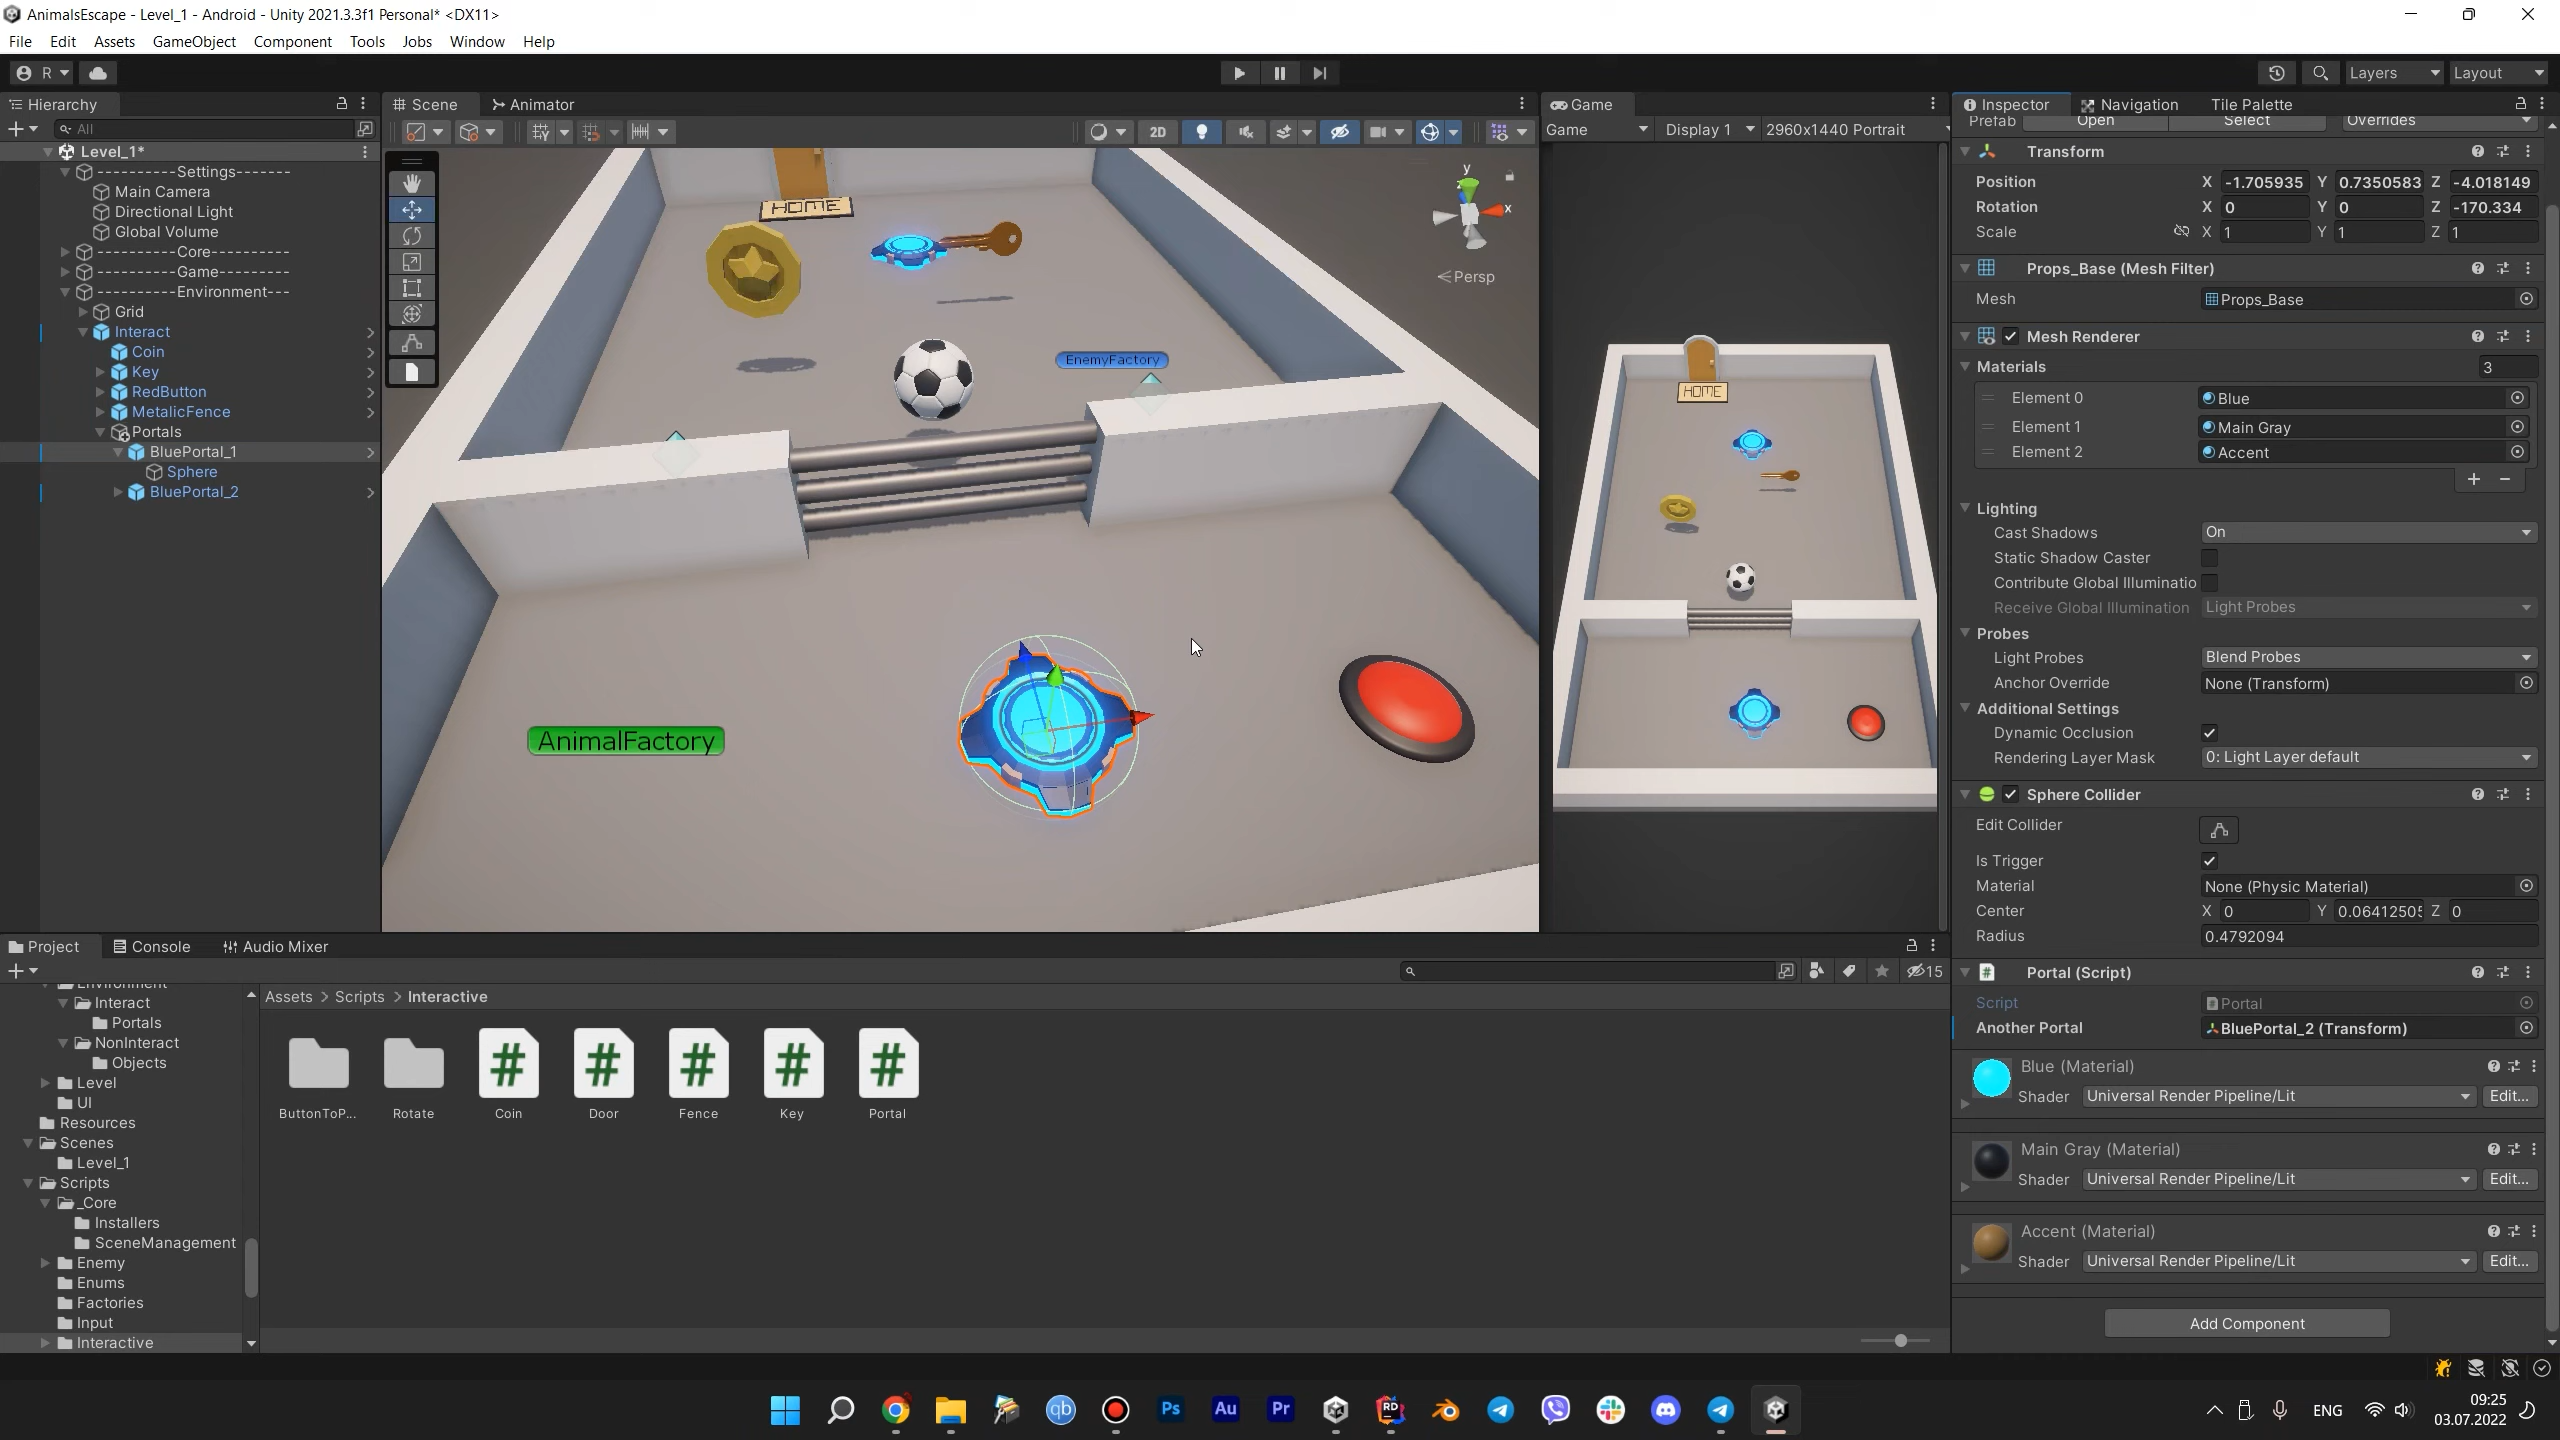 AnimalsEscape - Level_1 - Android - Unity 2021.3.3f1 Personal* <DX11>
File Edit Assets GameObject Component Tools Jobs Window Help
R
Layers Layout
Hierarchy
All
Level_1*
----------Settings-------
Main Camera
Directional Light
Global Volume
----------Core----------
----------Game---------
----------Environment---
Grid
Interact
Coin
Key
RedButton
MetalicFence
Portals
BluePortal_1
Sphere
BluePortal_2
Scene Animator
2D
y
x
Persp
HOME
EnemyFactory
AnimalFactory
Game
Game Display 1 2960x1440 Portrait
HOME
Inspector Navigation Tile Palette
Prefab Open Select Overrides
Transform
Position X -1.705935 Y 0.7350583 Z -4.018149
Rotation X 0 Y 0 Z -170.334
Scale X 1 Y 1 Z 1
Props_Base (Mesh Filter)
Mesh Props_Base
Mesh Renderer
Materials 3
Element 0 Blue
Element 1 Main Gray
Element 2 Accent
Lighting
Cast Shadows On
Static Shadow Caster
Contribute Global Illuminatio
Receive Global Illumination Light Probes
Probes
Light Probes Blend Probes
Anchor Override None (Transform)
Additional Settings
Dynamic Occlusion
Rendering Layer Mask 0: Light Layer default
Sphere Collider
Edit Collider
Is Trigger
Material None (Physic Material)
Center X 0 Y 0.06412505 Z 0
Radius 0.4792094
Portal (Script)
Script Portal
Another Portal BluePortal_2 (Transform)
Blue (Material)
Shader Universal Render Pipeline/Lit Edit...
Main Gray (Material)
Shader Universal Render Pipeline/Lit Edit...
Accent (Material)
Shader Universal Render Pipeline/Lit Edit...
Add Component
Project Console Audio Mixer
15
Environment
Interact
Portals
NonInteract
Objects
Level
UI
Resources
Scenes
Level_1
Scripts
_Core
Installers
SceneManagement
Enemy
Enums
Factories
Input
Interactive
Assets > Scripts > Interactive
ButtonToP... Rotate Coin Door Fence Key Portal
qb Ps Au Pr RD
ENG
09:25
03.07.2022